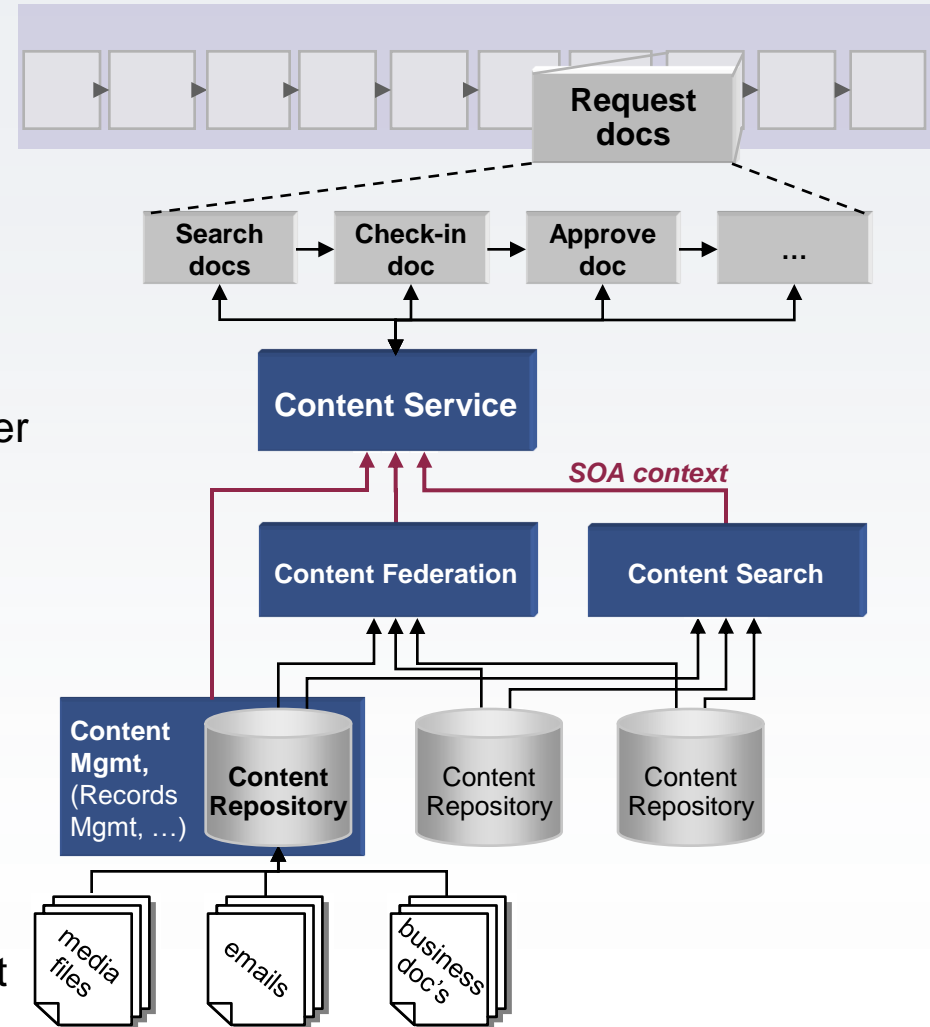 Request
docs
Search
docs
Check-in
doc
Approve
doc
…
Content Service
er
SOA context
Content Federation
Content Search
Content
Mgmt,
(Records
Mgmt, …)
Content
Repository
Content
Repository
Content
Repository
media
files
emails
business
doc's
t